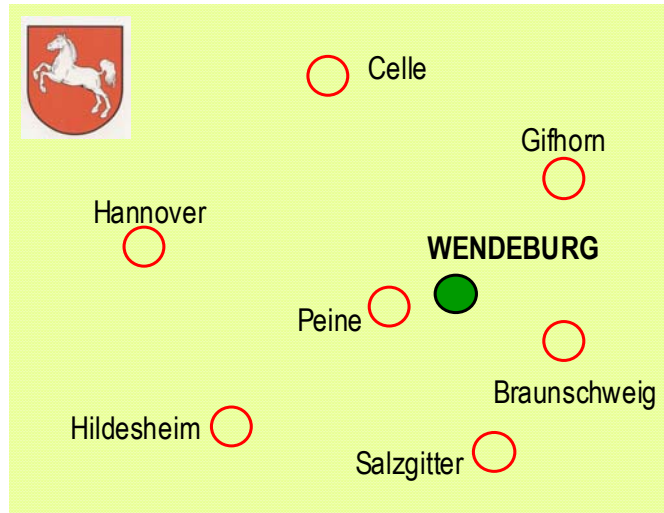 Celle
Gifhorn
Hannover
WENDEBURG
Peine
Braunschweig
Hildesheim
Salzgitter